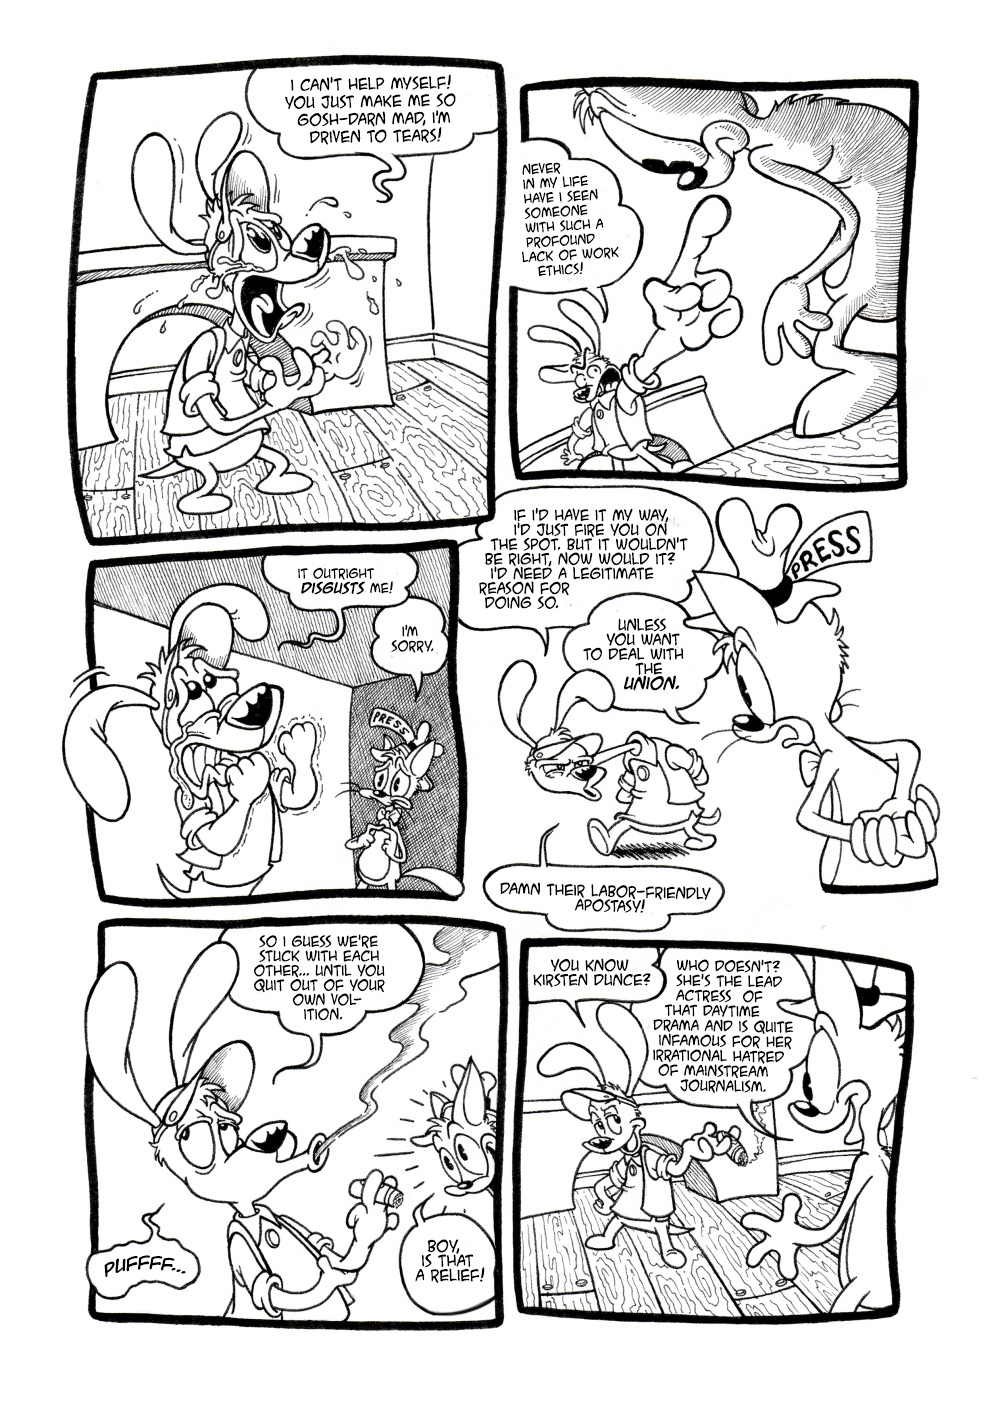 I CAN'T HELP MYSELF!
YOU JUST MAKE ME SO
GOSH-DARN MAD, I'M
DRIVEN TO TEARS!
NEVER
IN MY LIFE
HAVE I SEEN
SOMEONE
WITH SUCH A
PROFOUND
LACK OF WORK
ETHICS!
IT OUTRIGHT
DISGUSTS ME!
I'M
SORRY.
PRESS
IF I'D HAVE IT MY WAY,
I'D JUST FIRE YOU ON
THE SPOT. BUT IT WOULDN'T
BE RIGHT, NOW WOULD IT?
I'D NEED A LEGITIMATE
REASON FOR
DOING SO.
PRESS
UNLESS
YOU WANT
TO DEAL WITH
THE
UNION.
DAMN THEIR LABOR-FRIENDLY
APOSTASY!
SO I GUESS WE'RE
STUCK WITH EACH
OTHER... UNTIL YOU
QUIT OUT OF YOUR
OWN VOL-
ITION.
PUFFFF...
BOY,
IS THAT
A RELIEF!
YOU KNOW
KIRSTEN DUNCE?
WHO DOESN'T?
SHE'S THE LEAD
ACTRESS OF
THAT DAYTIME
DRAMA AND IS QUITE
INFAMOUS FOR HER
IRRATIONAL HATRED
OF MAINSTREAM
JOURNALISM.